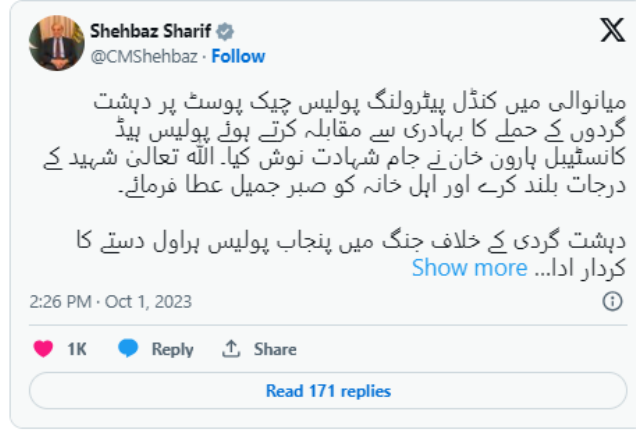 Shehbaz Sharif
@CMShehbaz · Follow
میانوالی میں کنڈل پیٹرولنگ پولیس چیک پوسٹ پر دہشت
گردوں کے حملے کا بہادری سے مقابلہ کرتے ہوئے پولیس ہیڈ
کانسٹیبل ہارون خان نے جام شہادت نوش کیا۔ اللہ تعالیٰ شہید کے
درجات بلند کرے اور اہل خانہ کو صبر جمیل عطا فرمائے۔
دہشت گردی کے خلاف جنگ میں پنجاب پولیس ہراول دستے کا
کردار ادا... Show more
2:26 PM · Oct 1, 2023
1K Reply Share
Read 171 replies